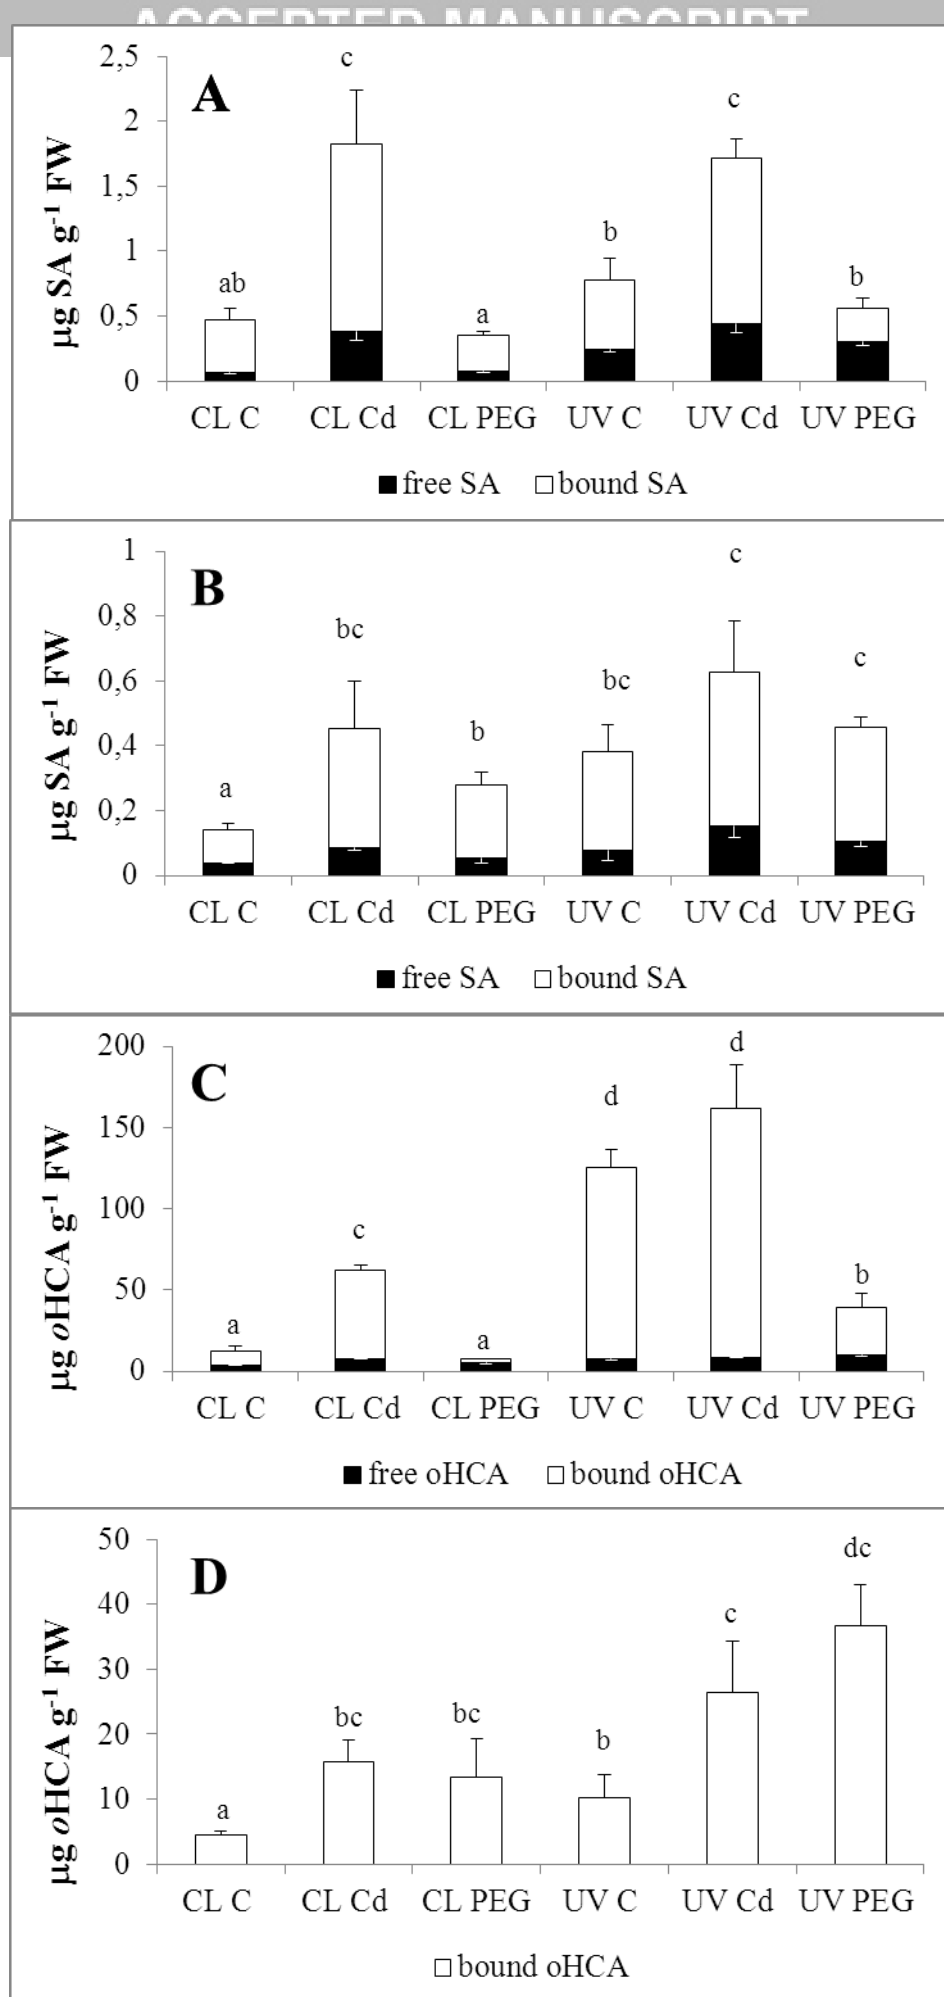 ACCEPTED MANUSCRIPT
A
µg SA g-1 FW
2,5
2
1,5
1
0,5
0
ab
c
a
b
c
b
CL C CL Cd CL PEG UV C UV Cd UV PEG
free SA bound SA
B
µg SA g-1 FW
1
0,8
0,6
0,4
0,2
0
a
bc
b
bc
c
c
CL C CL Cd CL PEG UV C UV Cd UV PEG
free SA bound SA
C
µg oHCA g-1 FW
200
150
100
50
0
a
c
a
d
d
b
CL C CL Cd CL PEG UV C UV Cd UV PEG
free oHCA bound oHCA
D
µg oHCA g-1 FW
50
40
30
20
10
0
a
bc
bc
b
c
dc
CL C CL Cd CL PEG UV C UV Cd UV PEG
bound oHCA